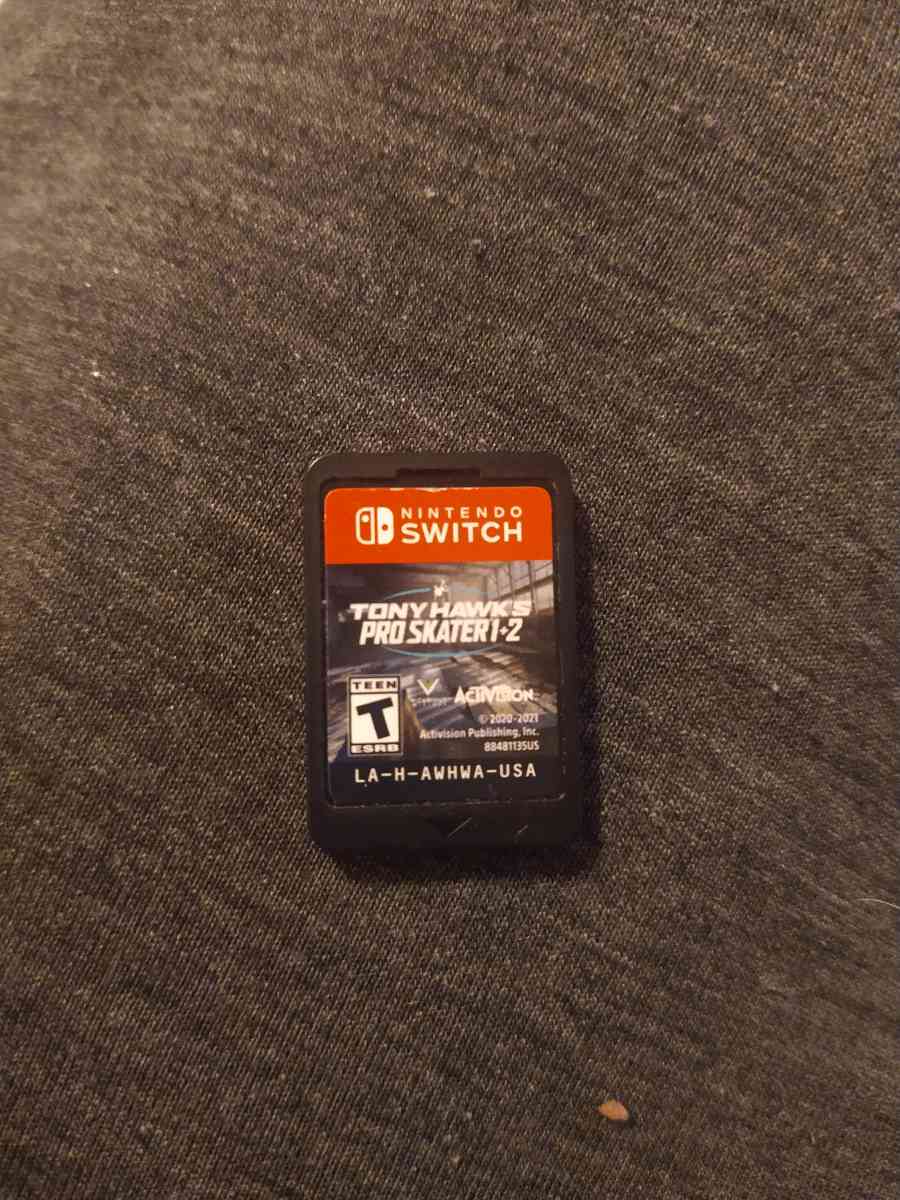 NINTENDO
SWITCH
TONY HAWK'S
PRO SKATER 1+2
TEEN
T
ESRB
ACTIVISION
© 2020-2021
Activision Publishing, Inc.
88481135US
LA-H-AWHWA-USA